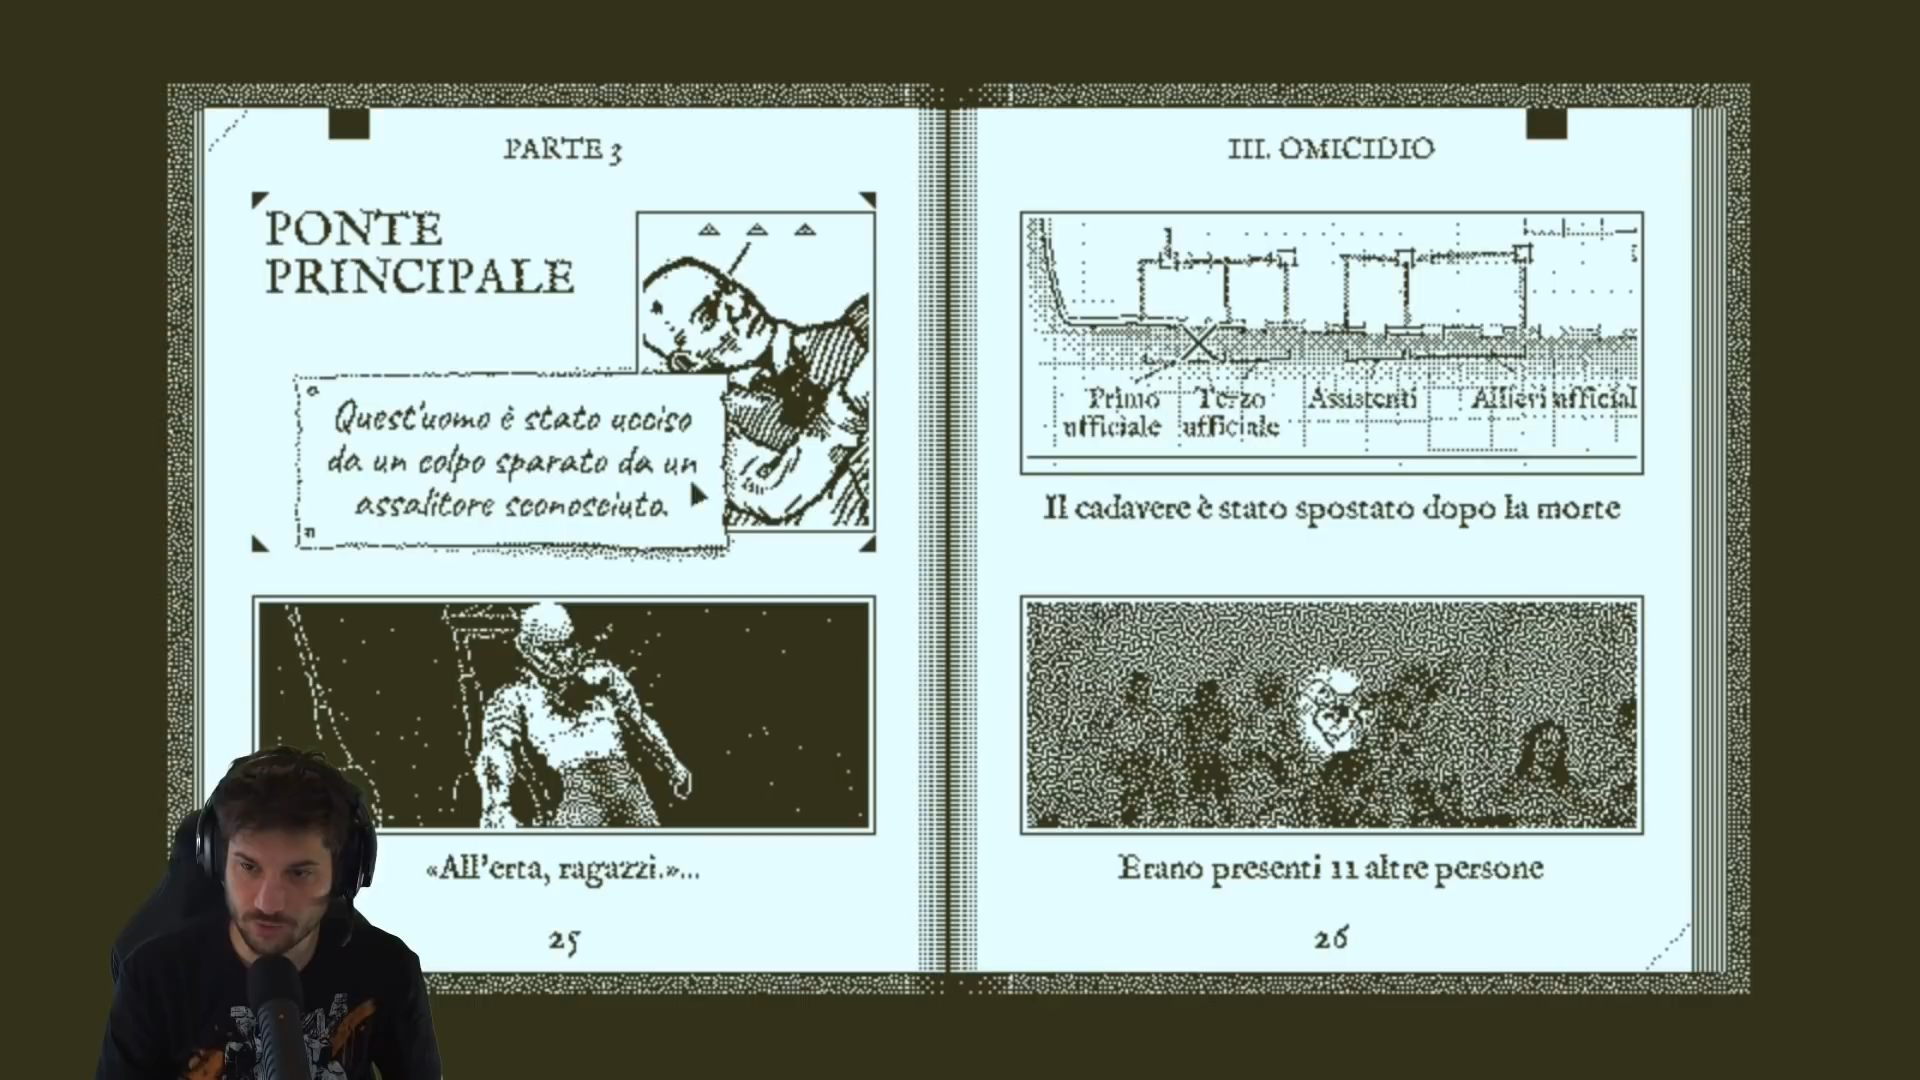 PARTE 3
PONTE
PRINCIPALE
Quest'uomo è stato ucciso
da un colpo sparato da un
assalitore sconosciuto.
«All'erta, ragazzi.»...
25
III. OMICIDIO
Primo ufficiale
Terzo ufficiale
Assistenti
Allievi ufficial
Il cadavere è stato spostato dopo la morte
Erano presenti 11 altre persone
26